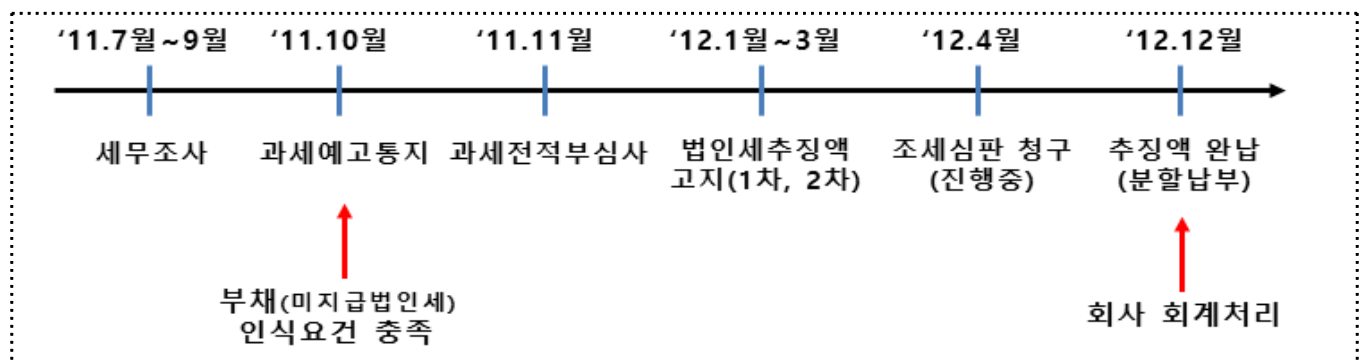 ‘11.7월~9월 ‘11.10월 ‘11.11월 ‘12.1월~3월 ‘12.4월 ‘12.12월
세무조사 과세예고통지 과세전적부심사 법인세추징액 조세심판 청구 추징액 완납
고지(1차, 2차) (진행중) (분할납부)
부채(미지급법인세) 회사 회계처리
인식요건 충족